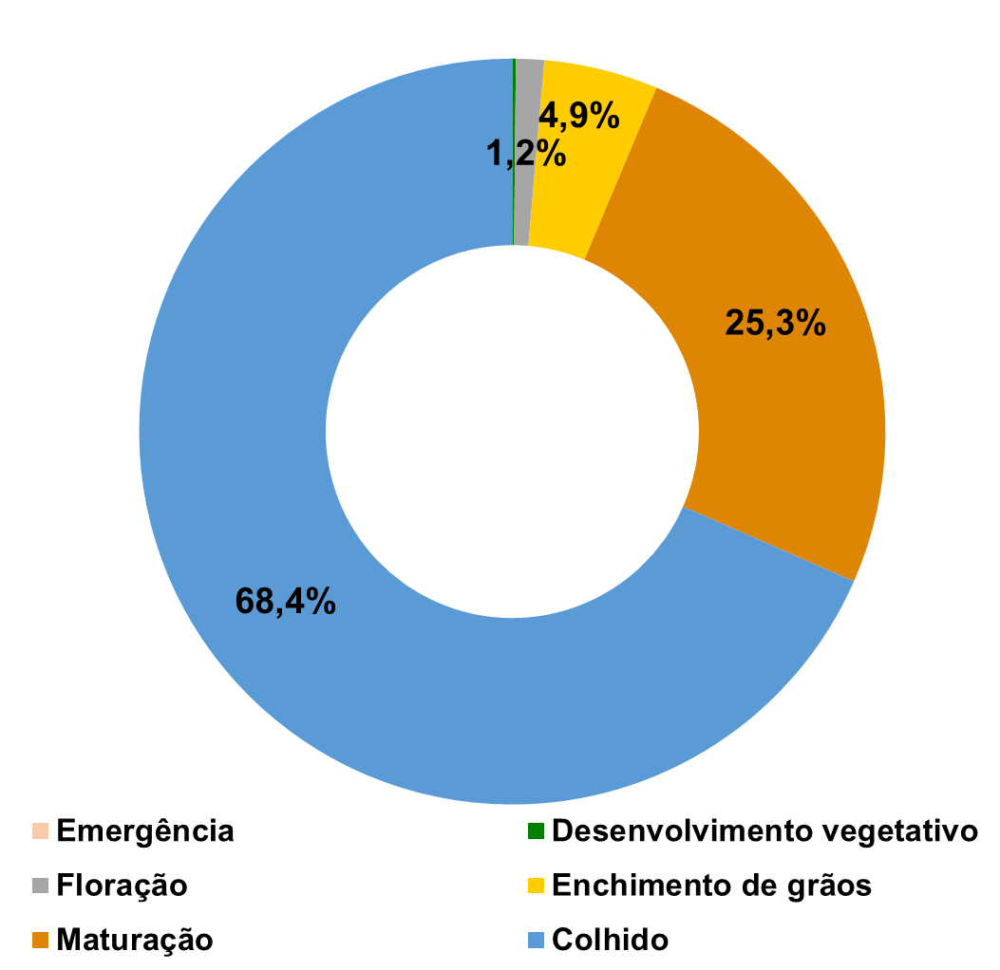 4,9%
1,2%
25,3%
68,4%
Emergência
Desenvolvimento vegetativo
Floração
Enchimento de grãos
Maturação
Colhido